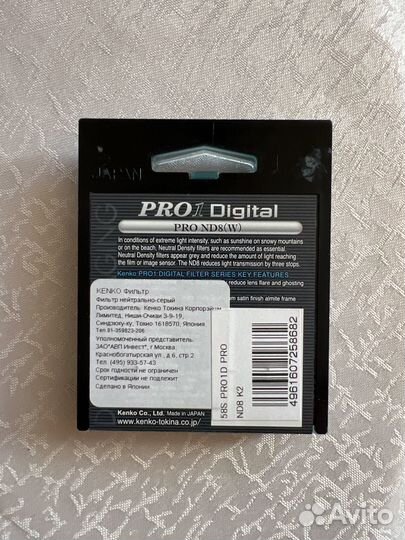 JAPAN
PRO1 Digital
PRO ND8(W)
In conditions of extreme light intensity, such as sunshine on snowy mountains
or on the beach, Neutral Density filters are recommended as essential.
Neutral Density filters appear grey and reduce the amount of light reaching
the film or image sensor. The ND8 reduces light transmission by three stops.
Kenko PRO1 DIGITAL FILTER SERIES KEY FEATURES
reduce lens flare and ghosting
satin finish almite frame
KENKO Фильтр
Фильтр нейтрально-серый
Производитель: Кенко Токина Корпорэйшн
Лимитед, Ниши-Очиаи 3-9-19,
Синдзюку-ку, Токио 1618570, Япония
Тел.81-359823-206
Уполномоченный представитель:
ЗАО"АВП Инвест", г Москва,
Краснобогатырская ул., д 6, стр.2
Тел. (495) 933-57-43
Срок годности не ограничен
Сертификации не подлежит
Сделано в Японии
58S PRO1D PRO
ND8 K2
4961607258682
Kenko Co., Ltd. Made in JAPAN
www.kenko-tokina.co.jp/
Avito